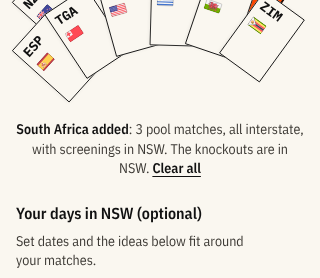 ESP
TGA
ZIM
South Africa added: 3 pool matches, all interstate,
with screenings in NSW. The knockouts are in
NSW. Clear all
Your days in NSW (optional)
Set dates and the ideas below fit around
your matches.